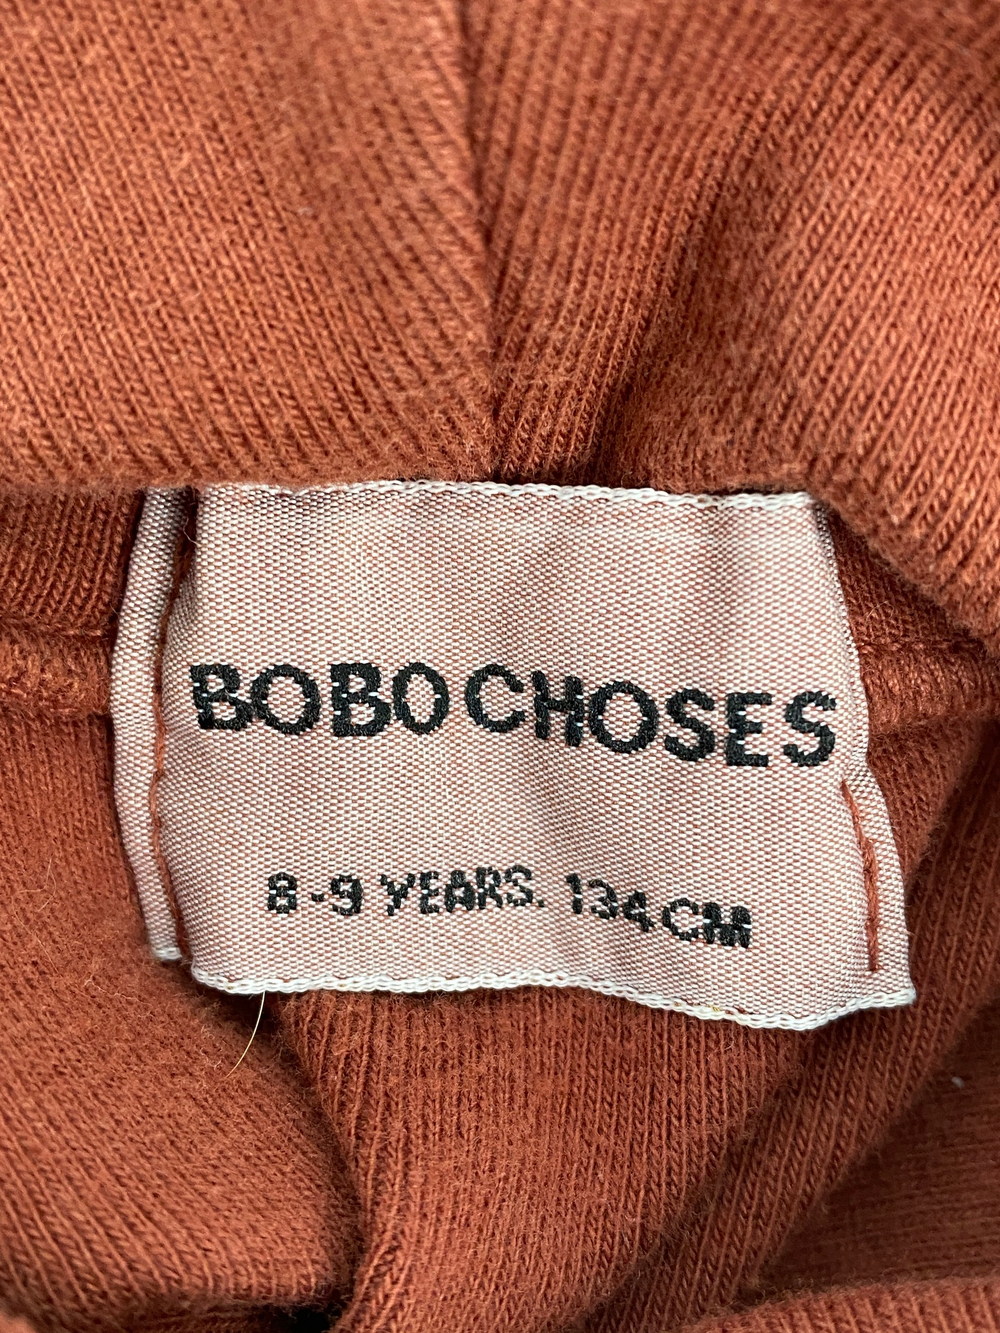 BOBO CHOSES
8-9 YEARS. 134 CM